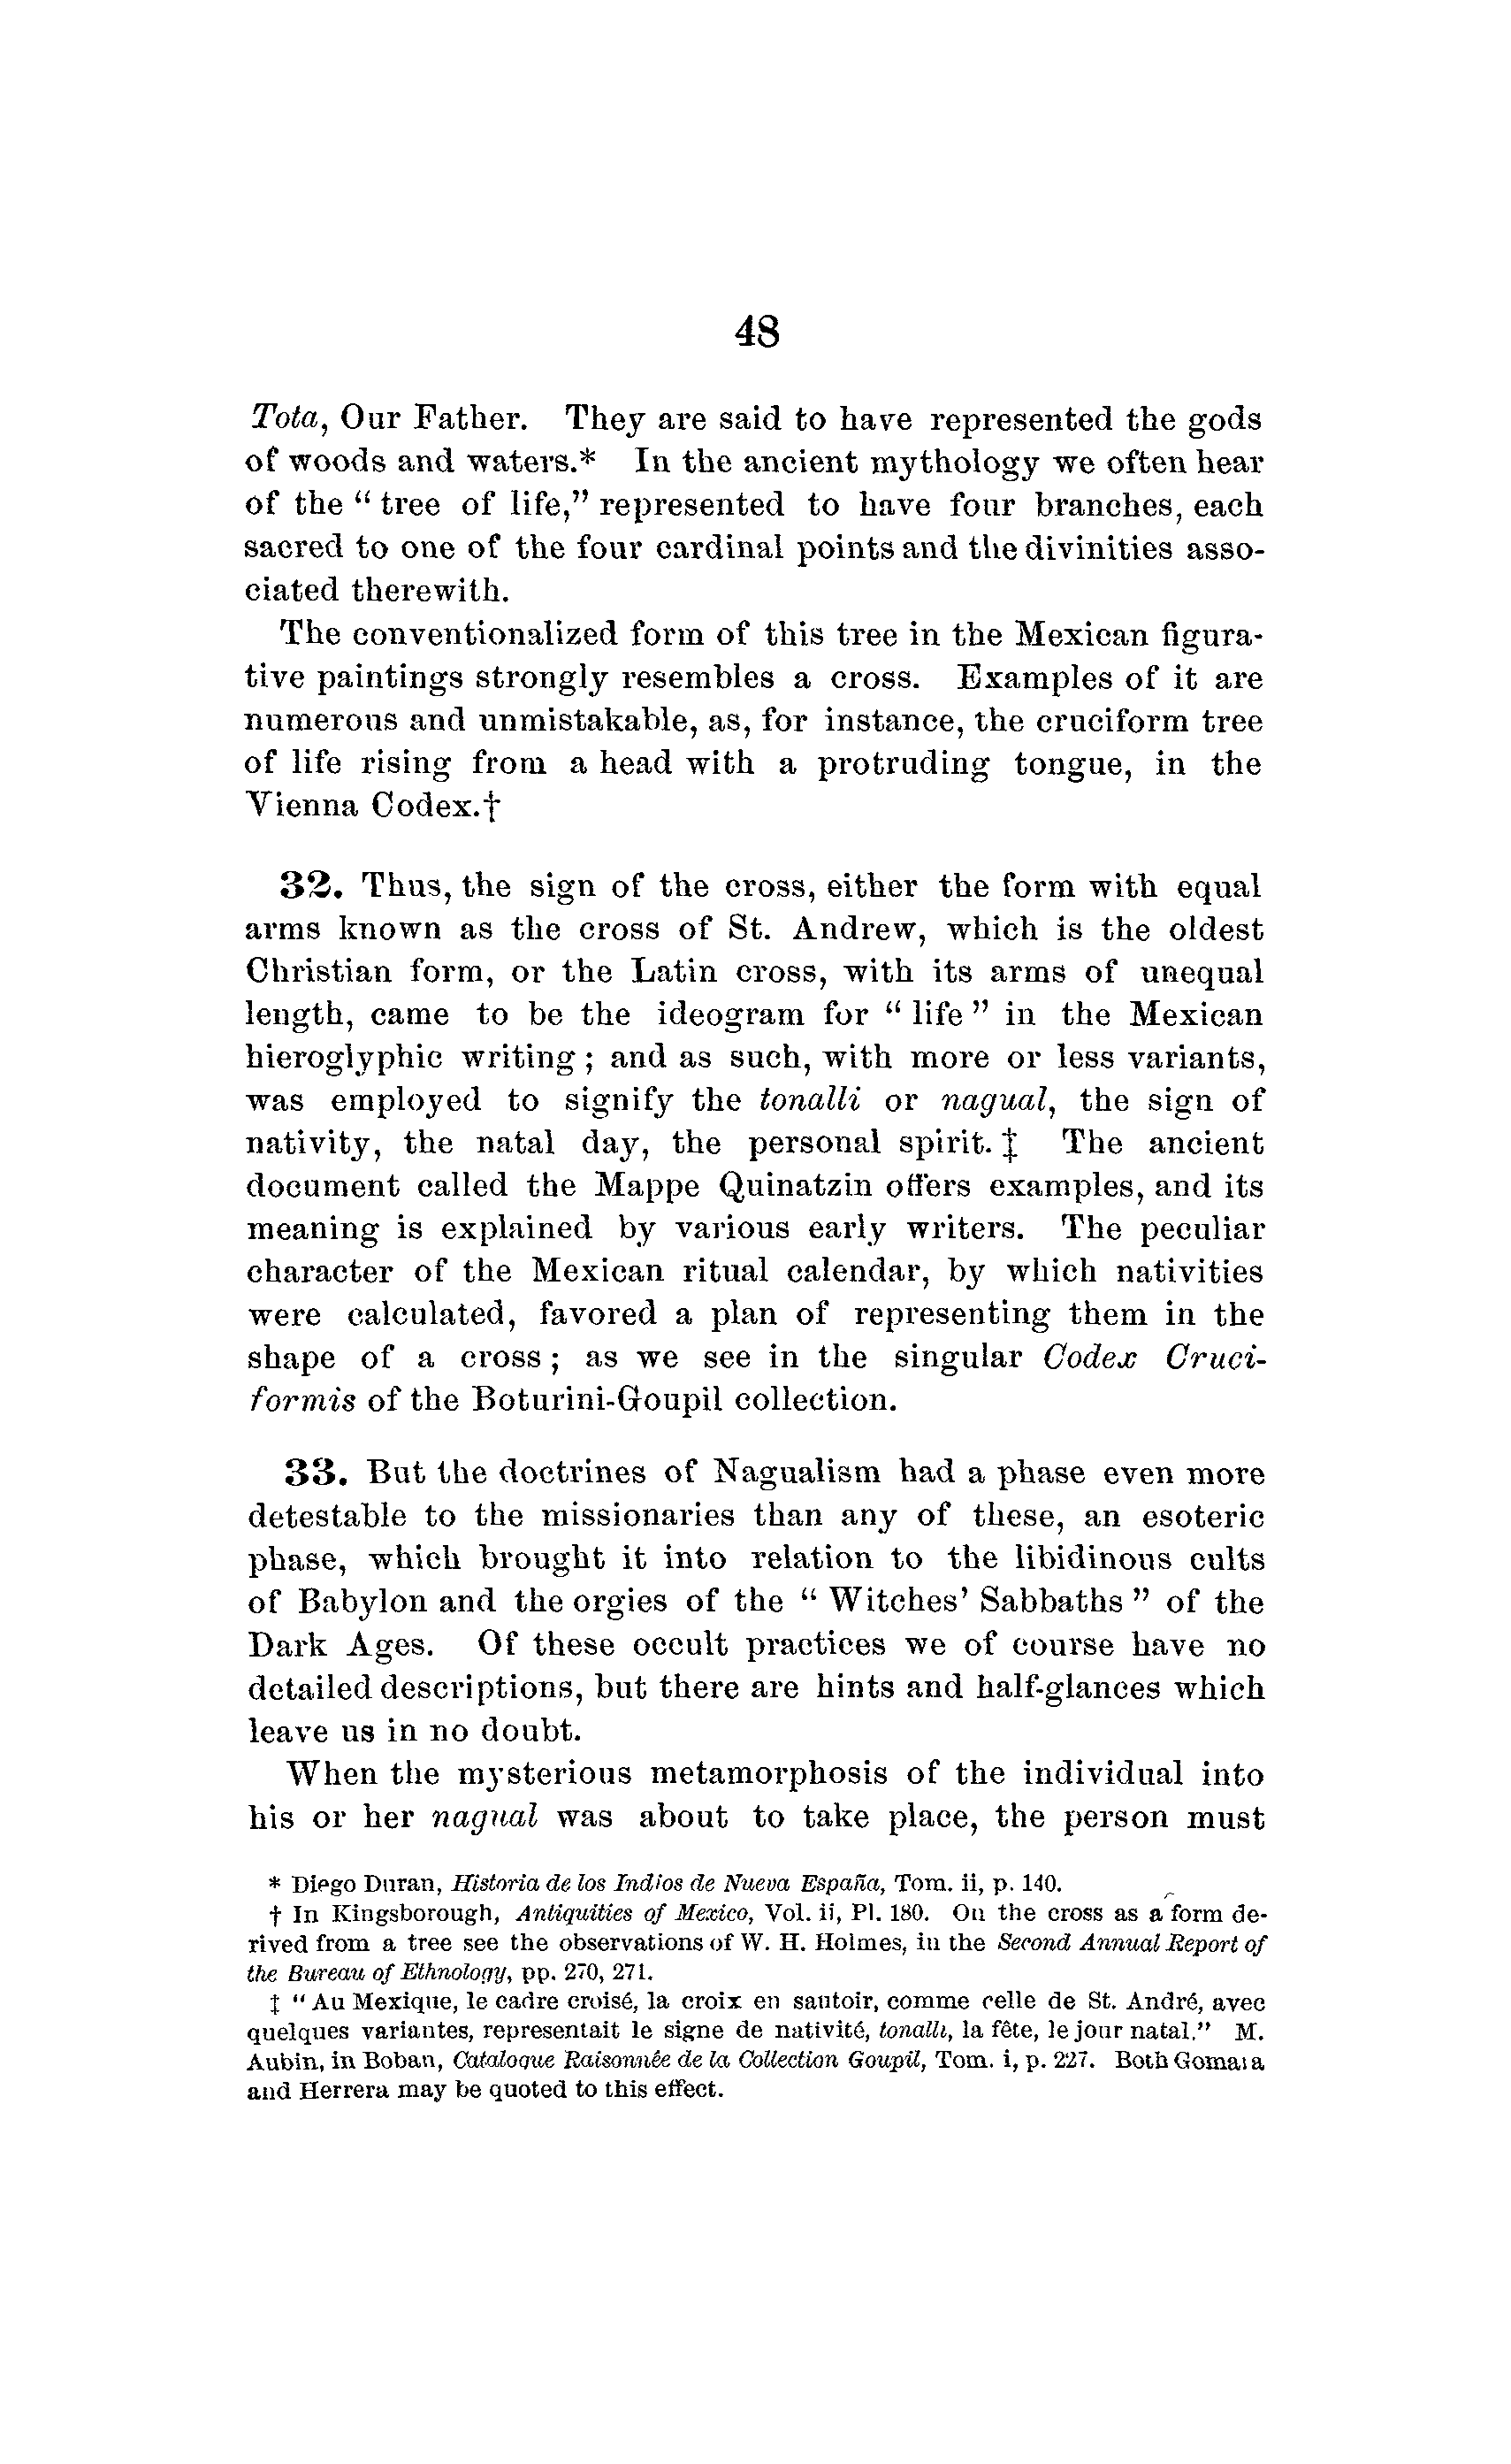 48
Tota, Our Father. They are said to have represented the gods
of woods and waters.* In the ancient mythology we often hear
of the “ tree of life,” represented to have four branches, each
sacred to one of the four cardinal points and the divinities asso-
ciated therewith.
The conventionalized form of this tree in the Mexican figura-
tive paintings strongly resembles a cross. Examples of it are
numerous and unmistakable, as, for instance, the cruciform tree
of life rising from a head with a protruding tongue, in the
Vienna Codex.†
32. Thus, the sign of the cross, either the form with equal
arms known as the cross of St. Andrew, which is the oldest
Christian form, or the Latin cross, with its arms of unequal
length, came to be the ideogram for “ life ” in the Mexican
hieroglyphic writing ; and as such, with more or less variants,
was employed to signify the tonalli or nagual, the sign of
nativity, the natal day, the personal spirit. ‡ The ancient
document called the Mappe Quinatzin offers examples, and its
meaning is explained by various early writers. The peculiar
character of the Mexican ritual calendar, by which nativities
were calculated, favored a plan of representing them in the
shape of a cross ; as we see in the singular Codex Cruci-
formis of the Boturini-Goupil collection.
33. But the doctrines of Nagualism had a phase even more
detestable to the missionaries than any of these, an esoteric
phase, which brought it into relation to the libidinous cults
of Babylon and the orgies of the “ Witches’ Sabbaths ” of the
Dark Ages. Of these occult practices we of course have no
detailed descriptions, but there are hints and half-glances which
leave us in no doubt.
When the mysterious metamorphosis of the individual into
his or her nagual was about to take place, the person must
* Diego Duran, Historia de los Indios de Nueva España, Tom. ii, p. 140.
† In Kingsborough, Antiquities of Mexico, Vol. ii, Pl. 180. On the cross as a form de-
rived from a tree see the observations of W. H. Holmes, in the Second Annual Report of
the Bureau of Ethnology, pp. 270, 271.
‡ “ Au Mexique, le cadre croisé, la croix en sautoir, comme celle de St. André, avec
quelques variantes, representait le signe de nativité, tonalli, la fête, le jour natal.” M.
Aubin, in Boban, Catalogue Raisonnée de la Collection Goupil, Tom. i, p. 227. Both Gomara
and Herrera may be quoted to this effect.